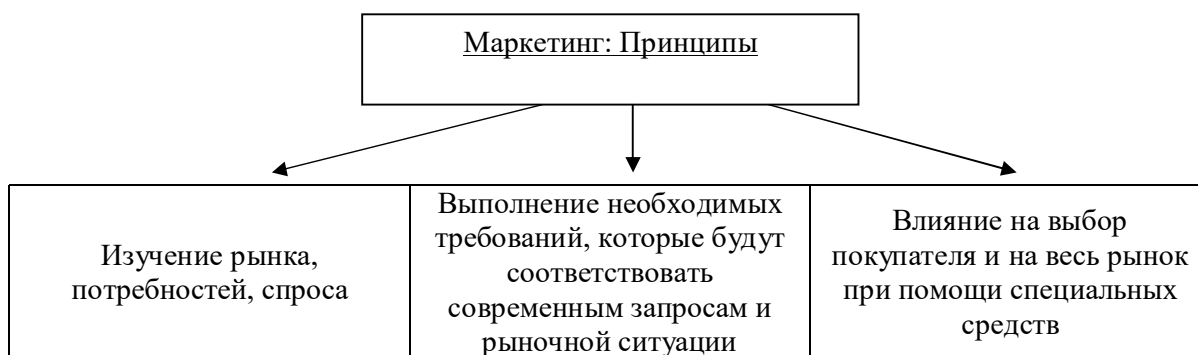 Маркетинг: Принципы
Изучение рынка,
потребностей, спроса
Выполнение необходимых
требований, которые будут
соответствовать
современным запросам и
рыночной ситуации
Влияние на выбор
покупателя и на весь рынок
при помощи специальных
средств